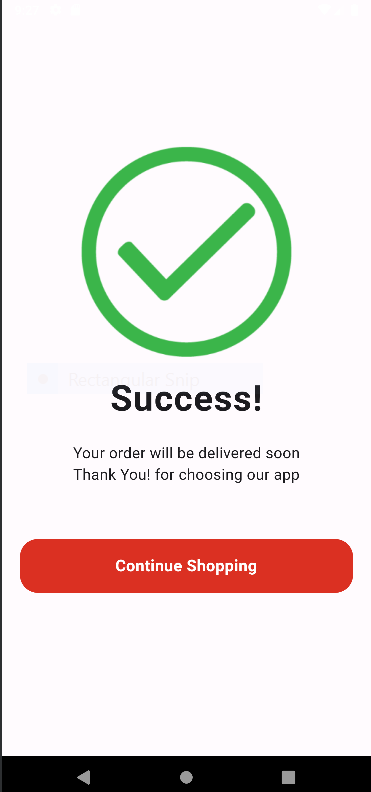 Rectangular Snip
Success!
Your order will be delivered soon
Thank You! for choosing our app
Continue Shopping